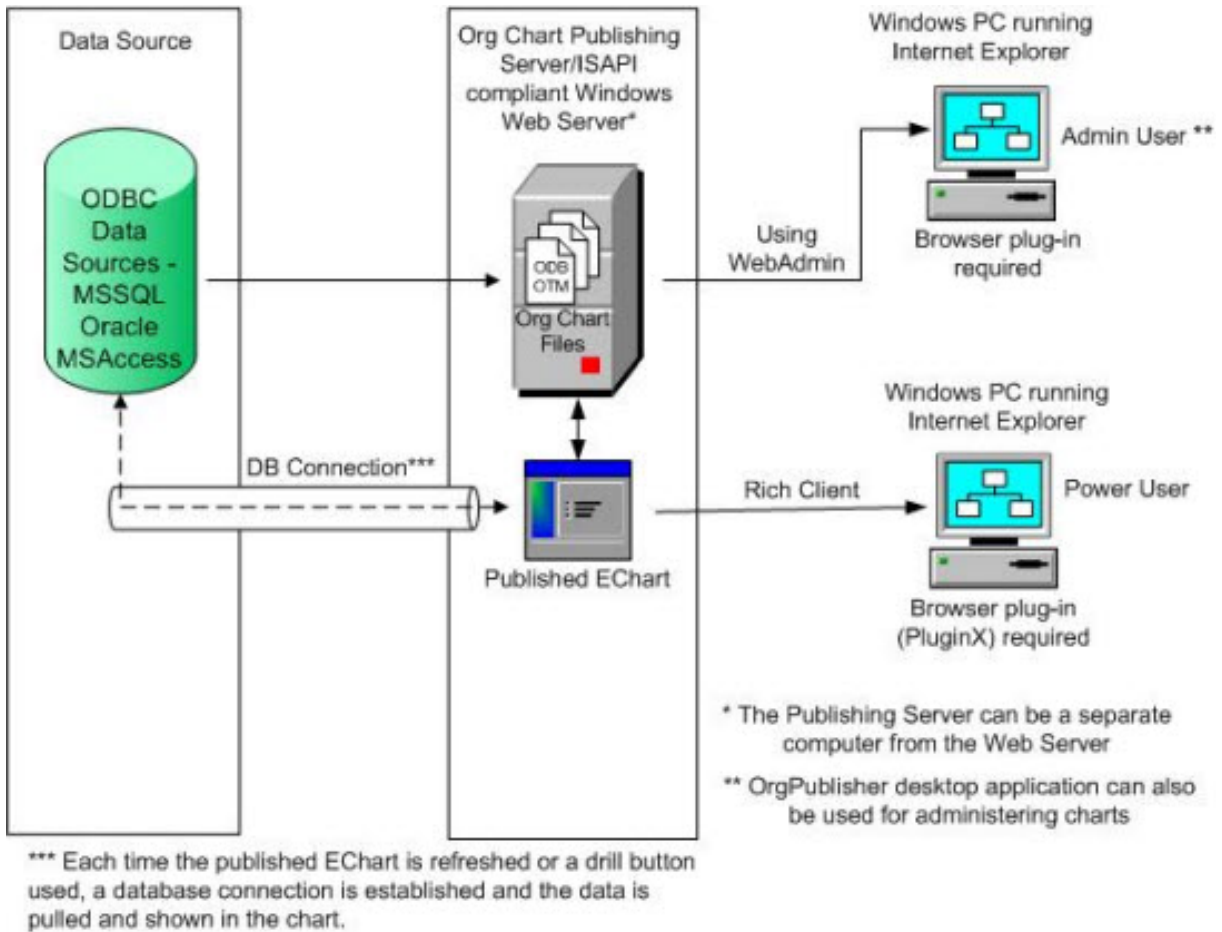 Data Source
ODBC
Data
Sources -
MSSQL
Oracle
MSAccess
Org Chart Publishing
Server/ISAPI
compliant Windows
Web Server*
ODB
OTM
Org Chart
Files
DB Connection***
Published EChart
Using
WebAdmin
Windows PC running
Internet Explorer
Admin User **
Browser plug-in
required
Rich Client
Windows PC running
Internet Explorer
Power User
Browser plug-in
(PluginX) required
* The Publishing Server can be a separate
computer from the Web Server
** OrgPublisher desktop application can also
be used for administering charts
*** Each time the published EChart is refreshed or a drill button
used, a database connection is established and the data is
pulled and shown in the chart.